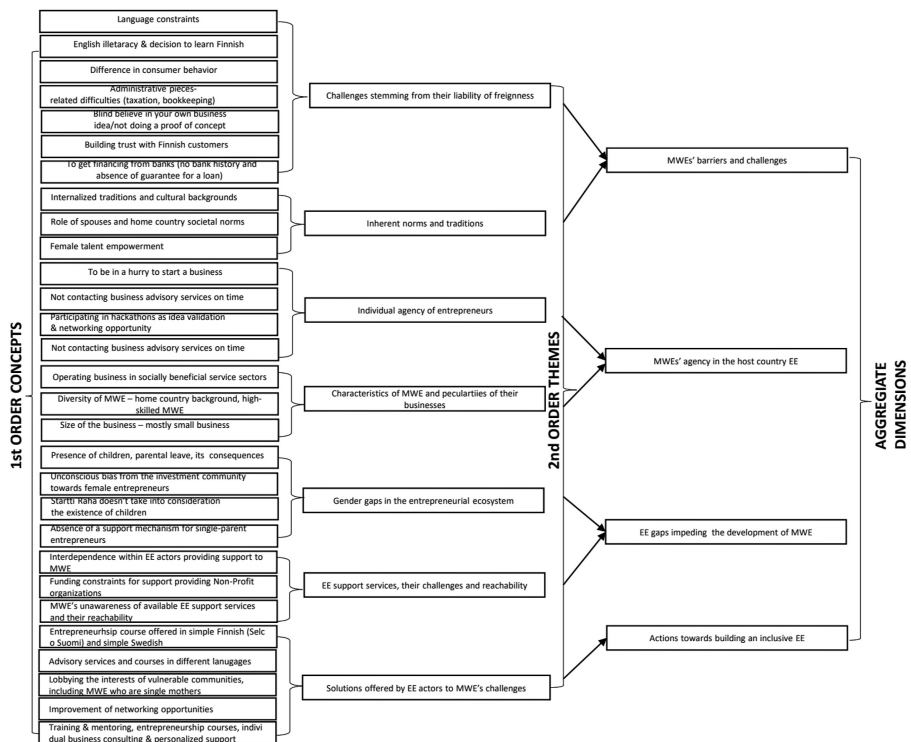 Language constraints
English illetaracy & decision to learn Finnish
Difference in consumer behavior
Administrative pieces-
related difficulties (taxation, bookkeeping)
Blind believe in your own business
idea/not doing a proof of concept
Building trust with Finnish customers
To get financing from banks (no bank history and
absence of guarantee for a loan)
Internalized traditions and cultural backgrounds
Role of spouses and home country societal norms
Female talent empowerment
To be in a hurry to start a business
Not contacting business advisory services on time
Participating in hackathons as idea validation
& networking opportunity
Not contacting business advisory services on time
Operating business in socially beneficial service sectors
Diversity of MWE – home country background, high-
skilled MWE
Size of the business – mostly small business
Presence of children, parental leave, its consequences
Unconscious bias from the investment community
towards female entrepreneurs
Startti Raha doesn't take into consideration
the existence of children
Absence of a support mechanism for single-parent
entrepreneurs
Interdependence within EE actors providing support to
MWE
Funding constraints for support providing Non-Profit
organizations
MWE's unawareness of available EE support services
and their reachability
Entrepreneurhsip course offered in simple Finnish (Selc
o Suomi) and simple Swedish
Advisory services and courses in different lanugages
Lobbying the interests of vulnerable communities,
including MWE who are single mothers
Improvement of networking opportunities
Training & mentoring, entrepreneurship courses, indivi
dual business consulting & personalized support
1st ORDER CONCEPTS
Challenges stemming from their liability of freignness
Inherent norms and traditions
Individual agency of entrepreneurs
Characteristics of MWE and peculartiies of their
businesses
Gender gaps in the entrepreneurial ecosystem
EE support services, their challenges and reachability
Solutions offered by EE actors to MWE's challenges
2nd ORDER THEMES
MWEs' barriers and challenges
MWEs' agency in the host country EE
EE gaps impeding the development of MWE
Actions towards building an inclusive EE
AGGREGIATE
DIMENSIONS